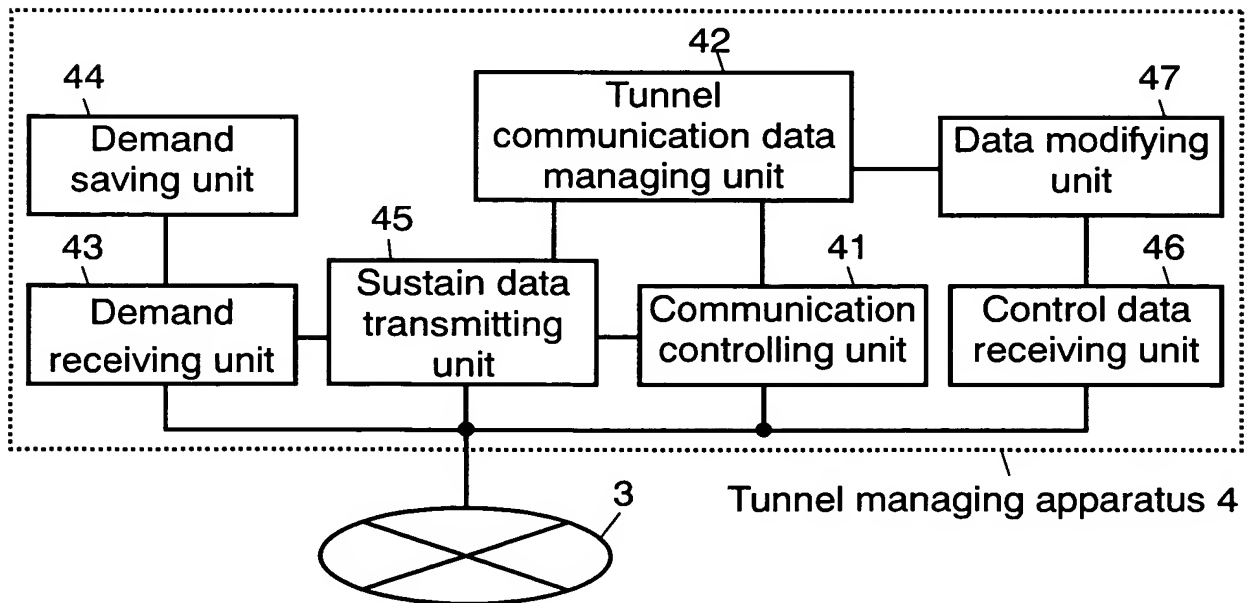 42
44
47
Tunnel
communication data
managing unit
Demand
saving unit
Data modifying
unit
43
45
41
46
Demand
receiving unit
Sustain data
transmitting
unit
Communication
controlling unit
Control data
receiving unit
3
Tunnel managing apparatus 4